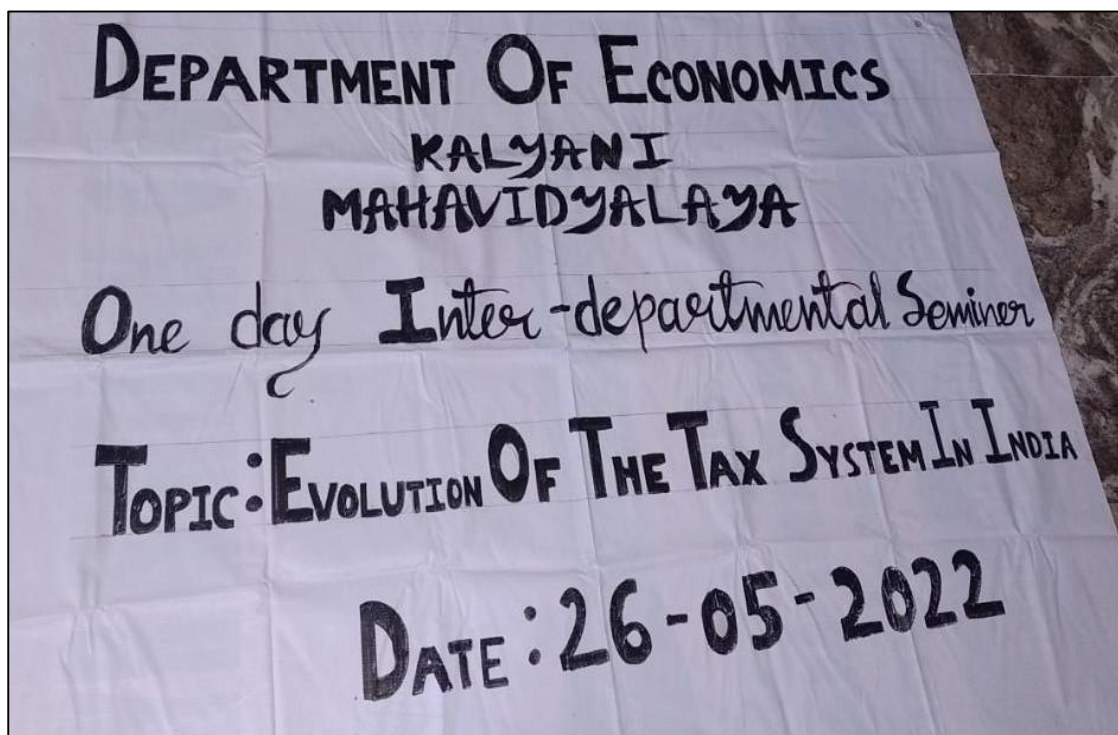 DEPARTMENT OF ECONOMICS
KALYANI
MAHAVIDYALAYA
One day Inter-departmental Seminer
TOPIC: EVOLUTION OF THE TAX SYSTEM IN INDIA
DATE: 26-05-2022